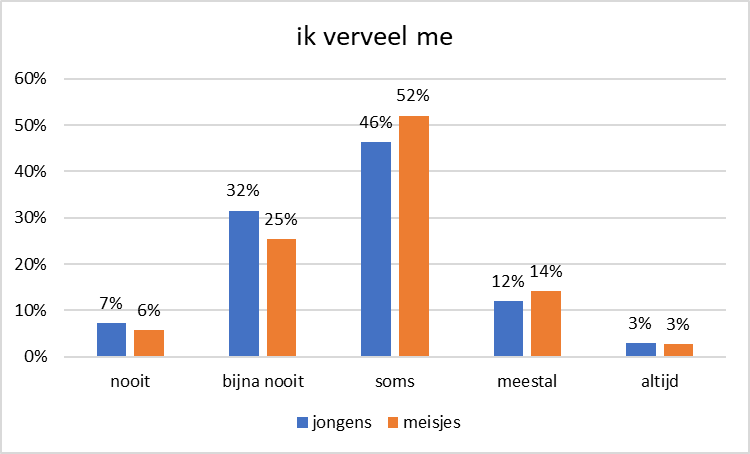 ik verveel me
60%
50%
40%
30%
20%
10%
0%
7%
6%
32%
25%
46%
52%
12%
14%
3%
3%
nooit
bijna nooit
soms
meestal
altijd
jongens
meisjes